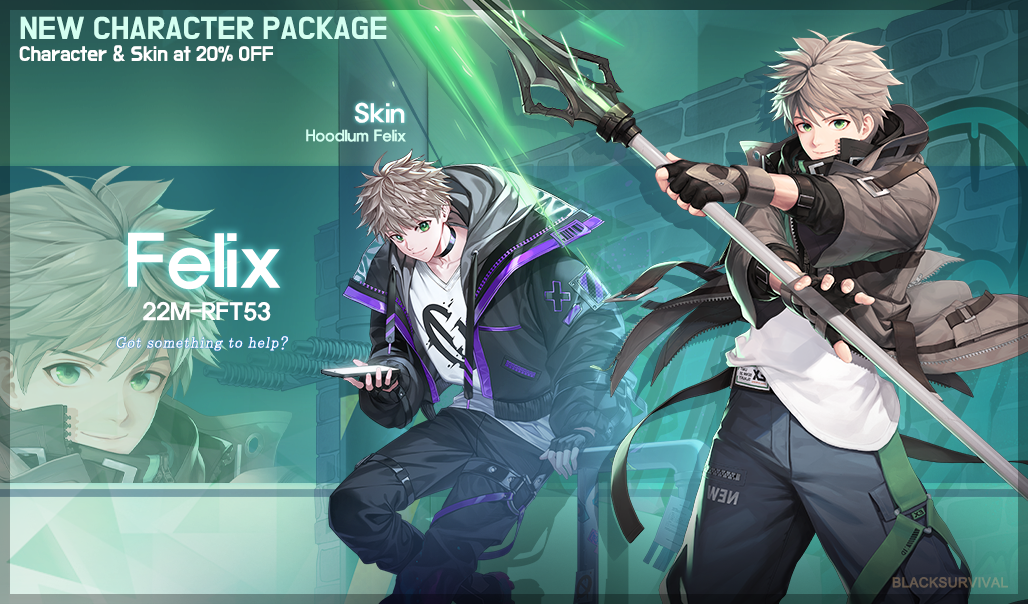 NEW CHARACTER PACKAGE
Character & Skin at 20% OFF
Skin
Hoodlum Felix
Felix
22M-RFT53
Got something to help?
NEW
BLACKSURVIVAL